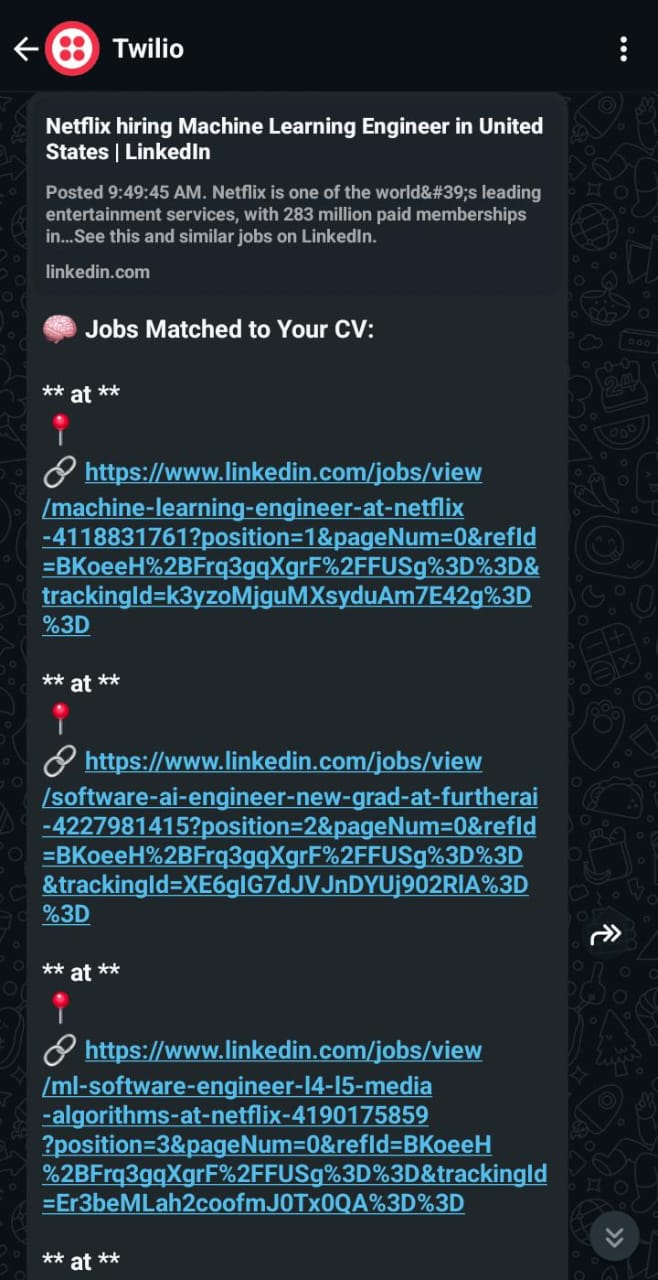 Twilio
Netflix hiring Machine Learning Engineer in United
States | LinkedIn
Posted 9:49:45 AM. Netflix is one of the world&#39;s leading
entertainment services, with 283 million paid memberships
in…See this and similar jobs on LinkedIn.
linkedin.com
🧠 Jobs Matched to Your CV:
** at **
📍
🔗 https://www.linkedin.com/jobs/view
/machine-learning-engineer-at-netflix
-4118831761?position=1&pageNum=0&refId
=BKoeeH%2BFrq3gqXgrF%2FFUSg%3D%3D&
trackingId=k3yzoMjguMXsyduAm7E42g%3D
%3D
** at **
📍
🔗 https://www.linkedin.com/jobs/view
/software-ai-engineer-new-grad-at-furtherai
-4227981415?position=2&pageNum=0&refId
=BKoeeH%2BFrq3gqXgrF%2FFUSg%3D%3D
&trackingId=XE6gIG7dJVJnDYUj902RlA%3D
%3D
** at **
📍
🔗 https://www.linkedin.com/jobs/view
/ml-software-engineer-l4-l5-media
-algorithms-at-netflix-4190175859
?position=3&pageNum=0&refId=BKoeeH
%2BFrq3gqXgrF%2FFUSg%3D%3D&trackingId
=Er3beMLah2coofmJ0Tx0QA%3D%3D
** at **